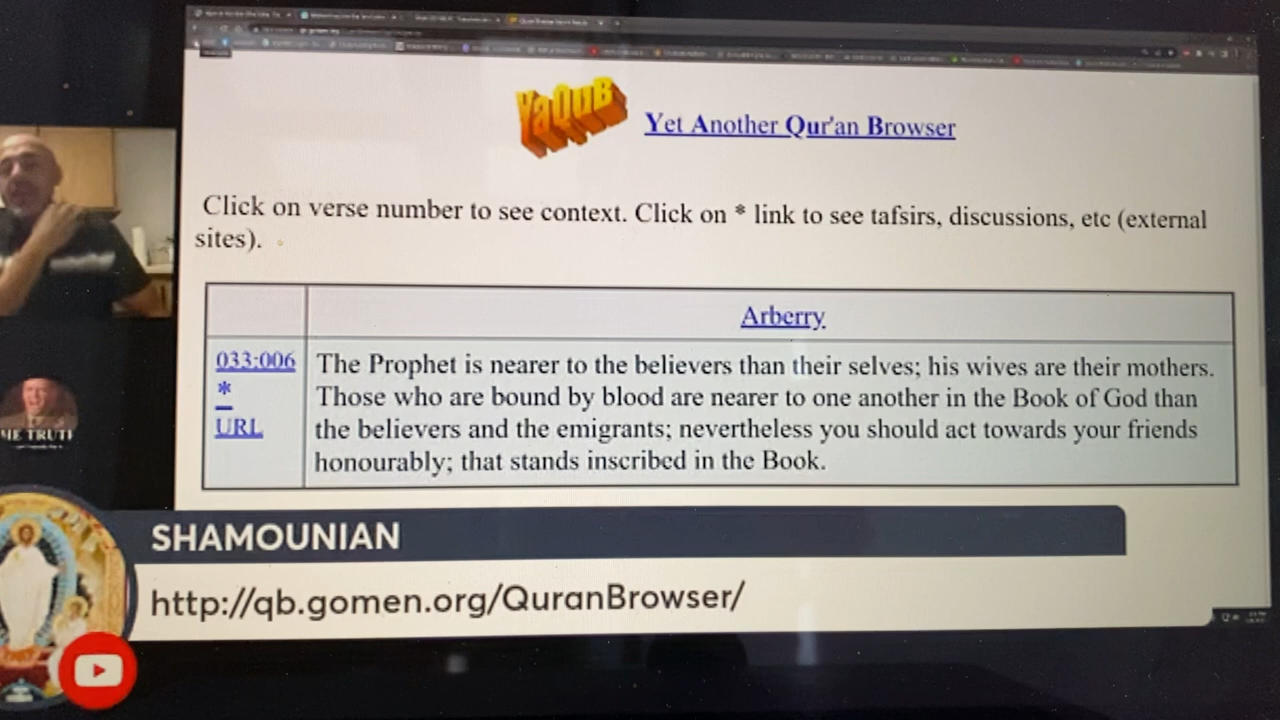 YaQuB
Yet Another Qur'an Browser
Click on verse number to see context. Click on * link to see tafsirs, discussions, etc (external
sites).
Arberry
033:006
*
URL
The Prophet is nearer to the believers than their selves; his wives are their mothers.
Those who are bound by blood are nearer to one another in the Book of God than
the believers and the emigrants; nevertheless you should act towards your friends
honourably; that stands inscribed in the Book.
HE TRUTH
SHAMOUNIAN
http://qb.gomen.org/QuranBrowser/